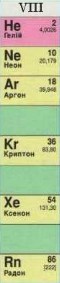 VIII
He 2
Гелій 4,0026
Ne 10
Неон 20,179
Ar 18
Аргон 39,948
Kr 36
Криптон 83,80
Xe 54
Ксенон 131,30
Rn 86
Радон [222]